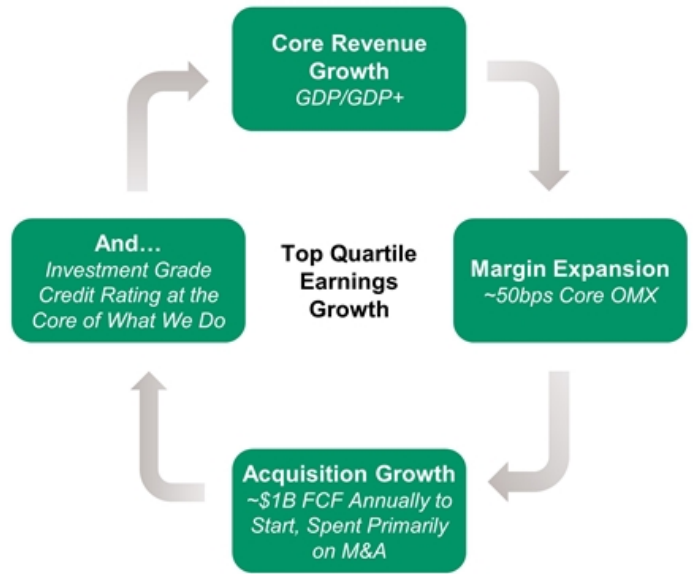 Core Revenue
Growth
GDP/GDP+
And…
Investment Grade
Credit Rating at the
Core of What We Do
Top Quartile
Earnings
Growth
Margin Expansion
~50bps Core OMX
Acquisition Growth
~$1B FCF Annually to
Start, Spent Primarily
on M&A